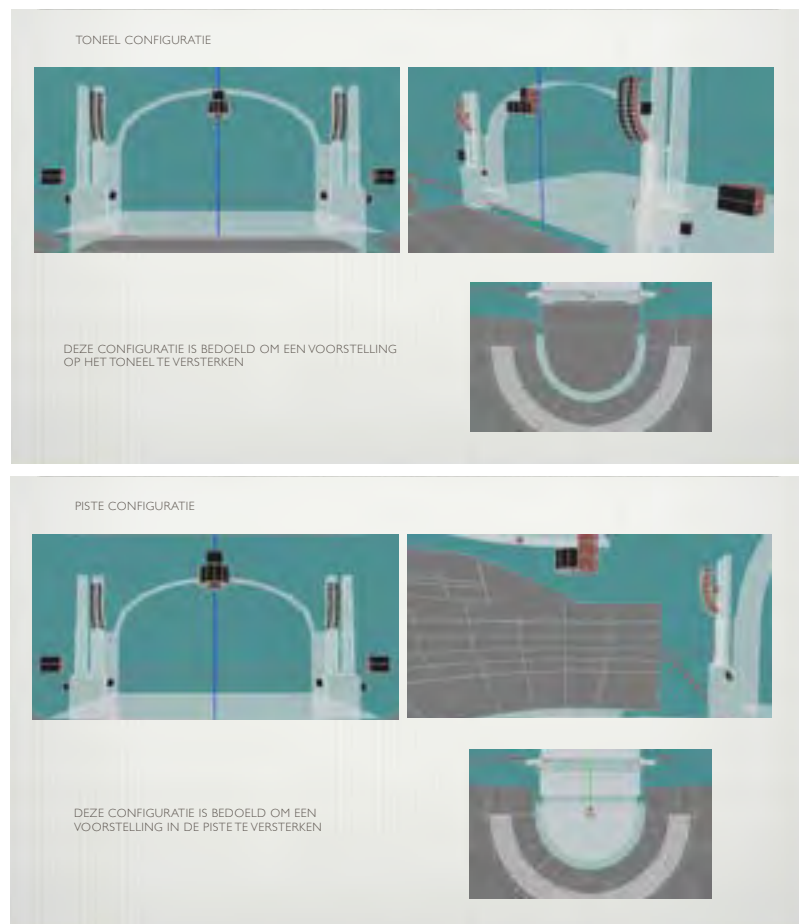 TONEEL CONFIGURATIE
DEZE CONFIGURATIE IS BEDOELD OM EEN VOORSTELLING
OP HET TONEEL TE VERSTERKEN
PISTE CONFIGURATIE
DEZE CONFIGURATIE IS BEDOELD OM EEN
VOORSTELLING IN DE PISTE TE VERSTERKEN